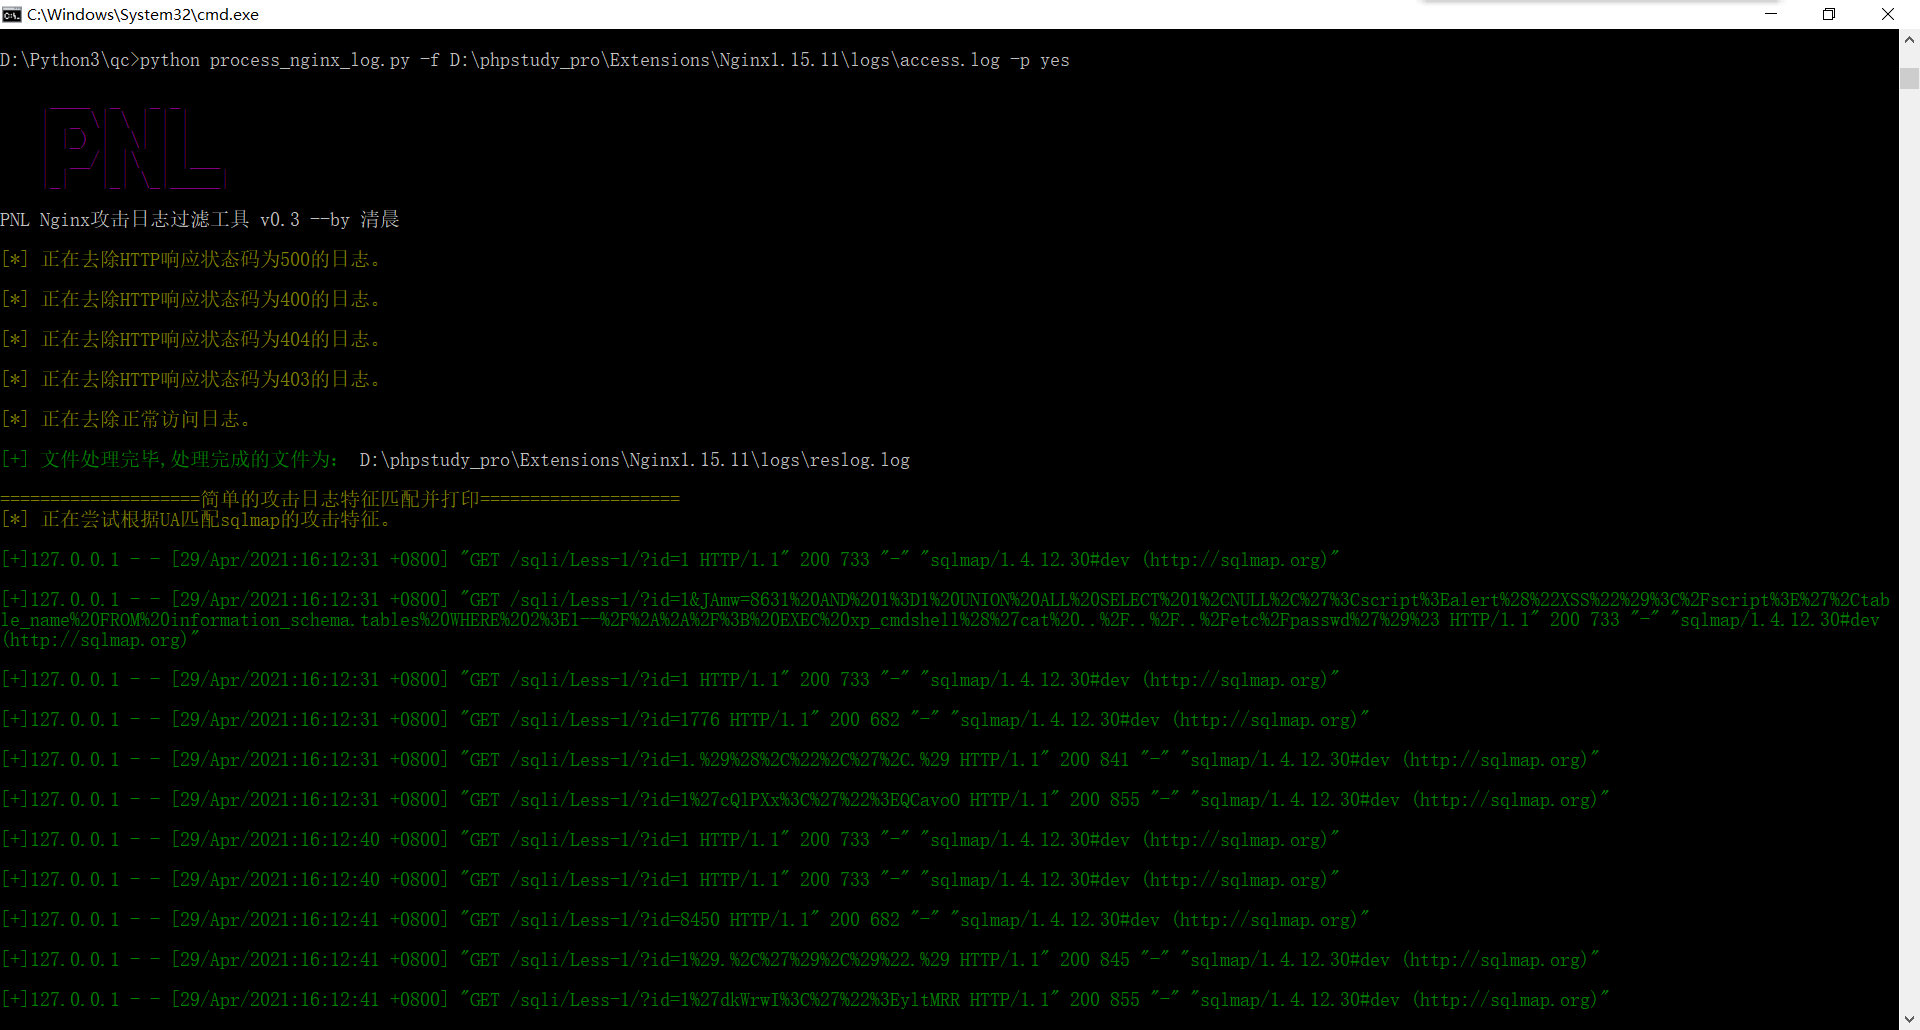 C:\Windows\System32\cmd.exe
D:\Python3\qc>python process_nginx_log.py -f D:\phpstudy_pro\Extensions\Nginx1.15.11\logs\access.log -p yes
PNL
PNL Nginx攻击日志过滤工具 v0.3 --by 清晨
[*] 正在去除HTTP响应状态码为500的日志。
[*] 正在去除HTTP响应状态码为400的日志。
[*] 正在去除HTTP响应状态码为404的日志。
[*] 正在去除HTTP响应状态码为403的日志。
[*] 正在去除正常访问日志。
[+] 文件处理完毕,处理完成的文件为： D:\phpstudy_pro\Extensions\Nginx1.15.11\logs\reslog.log
====================简单的攻击日志特征匹配并打印====================
[*] 正在尝试根据UA匹配sqlmap的攻击特征。
[+]127.0.0.1 - - [29/Apr/2021:16:12:31 +0800] "GET /sqli/Less-1/?id=1 HTTP/1.1" 200 733 "-" "sqlmap/1.4.12.30#dev (http://sqlmap.org)"
[+]127.0.0.1 - - [29/Apr/2021:16:12:31 +0800] "GET /sqli/Less-1/?id=1&JAmw=8631%20AND%201%3D1%20UNION%20ALL%20SELECT%201%2CNULL%2C%27%3Cscript%3Ealert%28%22XSS%22%29%3C%2Fscript%3E%27%2Ctab
le_name%20FROM%20information_schema.tables%20WHERE%202%3E1--%2F%2A%2A%2F%3B%20EXEC%20xp_cmdshell%28%27cat%20..%2F..%2F..%2Fetc%2Fpasswd%27%29%23 HTTP/1.1" 200 733 "-" "sqlmap/1.4.12.30#dev
(http://sqlmap.org)"
[+]127.0.0.1 - - [29/Apr/2021:16:12:31 +0800] "GET /sqli/Less-1/?id=1 HTTP/1.1" 200 733 "-" "sqlmap/1.4.12.30#dev (http://sqlmap.org)"
[+]127.0.0.1 - - [29/Apr/2021:16:12:31 +0800] "GET /sqli/Less-1/?id=1776 HTTP/1.1" 200 682 "-" "sqlmap/1.4.12.30#dev (http://sqlmap.org)"
[+]127.0.0.1 - - [29/Apr/2021:16:12:31 +0800] "GET /sqli/Less-1/?id=1.%29%28%2C%22%2C%27%2C.%29 HTTP/1.1" 200 841 "-" "sqlmap/1.4.12.30#dev (http://sqlmap.org)"
[+]127.0.0.1 - - [29/Apr/2021:16:12:31 +0800] "GET /sqli/Less-1/?id=1%27cQlPXx%3C%27%22%3EQCavoO HTTP/1.1" 200 855 "-" "sqlmap/1.4.12.30#dev (http://sqlmap.org)"
[+]127.0.0.1 - - [29/Apr/2021:16:12:40 +0800] "GET /sqli/Less-1/?id=1 HTTP/1.1" 200 733 "-" "sqlmap/1.4.12.30#dev (http://sqlmap.org)"
[+]127.0.0.1 - - [29/Apr/2021:16:12:40 +0800] "GET /sqli/Less-1/?id=1 HTTP/1.1" 200 733 "-" "sqlmap/1.4.12.30#dev (http://sqlmap.org)"
[+]127.0.0.1 - - [29/Apr/2021:16:12:41 +0800] "GET /sqli/Less-1/?id=8450 HTTP/1.1" 200 682 "-" "sqlmap/1.4.12.30#dev (http://sqlmap.org)"
[+]127.0.0.1 - - [29/Apr/2021:16:12:41 +0800] "GET /sqli/Less-1/?id=1%29.%2C%27%29%2C%29%22.%29 HTTP/1.1" 200 845 "-" "sqlmap/1.4.12.30#dev (http://sqlmap.org)"
[+]127.0.0.1 - - [29/Apr/2021:16:12:41 +0800] "GET /sqli/Less-1/?id=1%27dkWrwI%3C%27%22%3EyltMRR HTTP/1.1" 200 855 "-" "sqlmap/1.4.12.30#dev (http://sqlmap.org)"